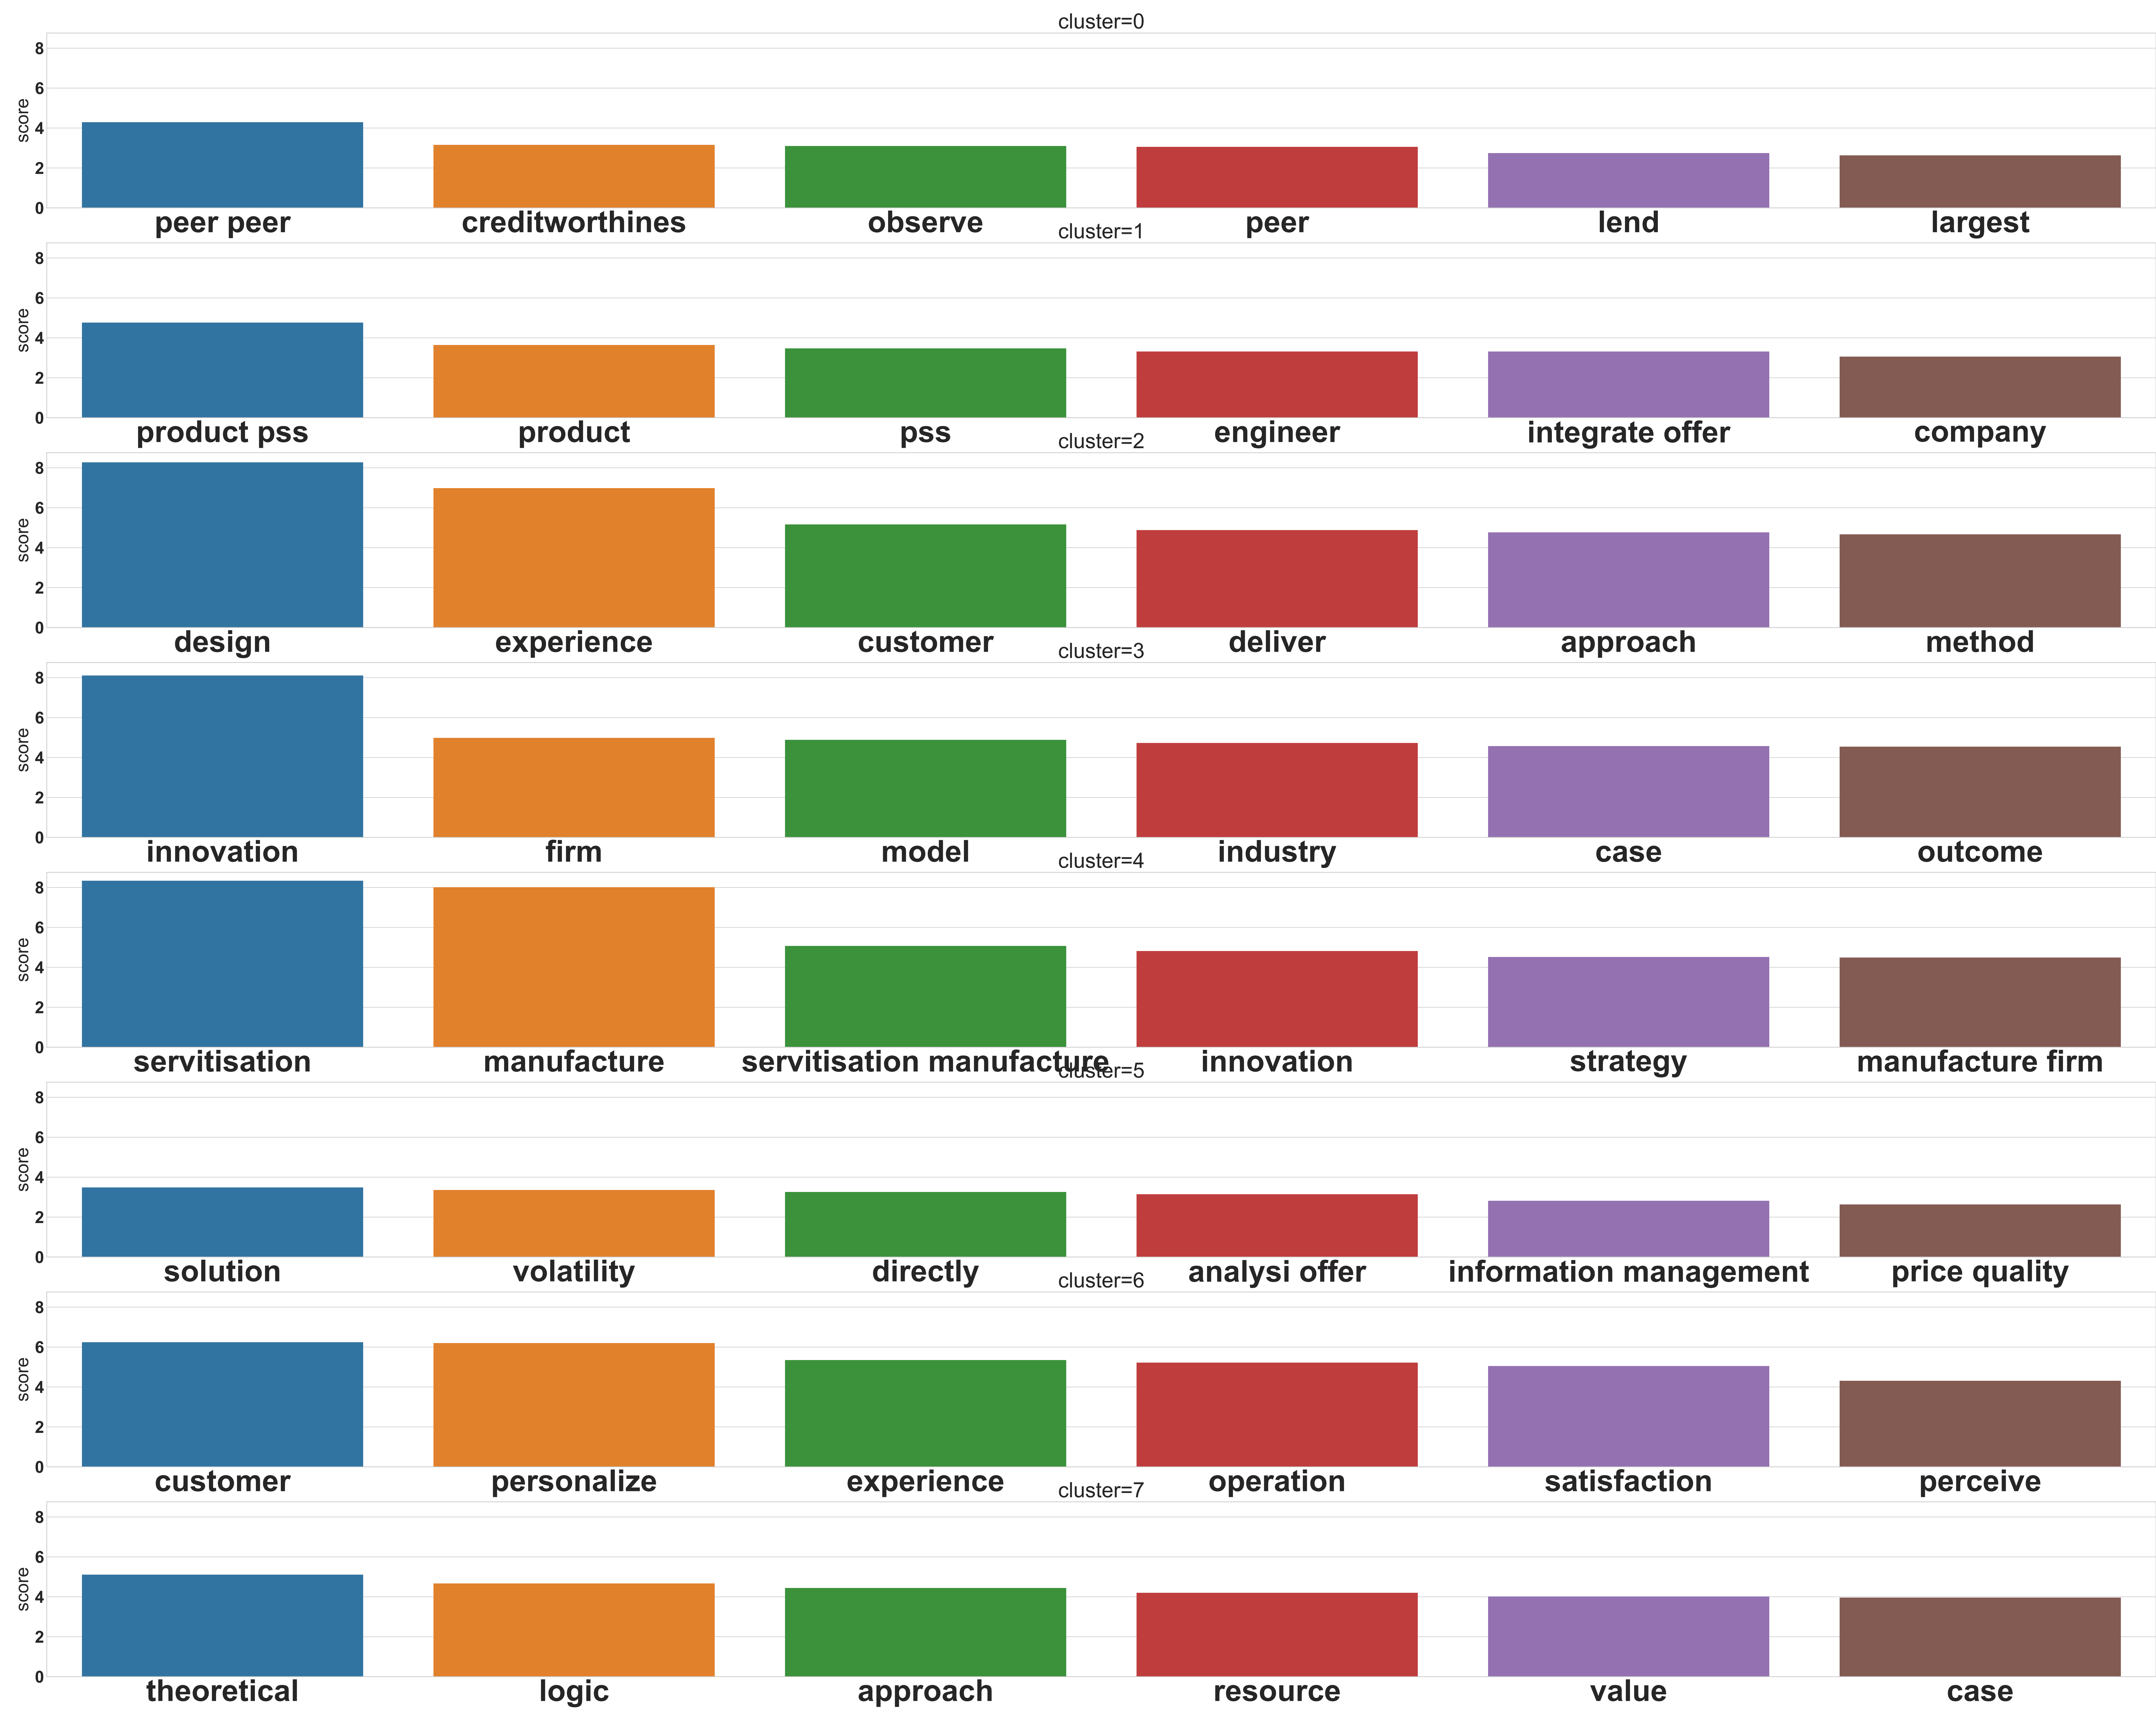 cluster=0
8
6
4
2
0
score
peer peer creditworthines observe peer lend largest
cluster=1
8
6
4
2
0
score
product pss product pss engineer integrate offer company
cluster=2
8
6
4
2
0
score
design experience customer deliver approach method
cluster=3
8
6
4
2
0
score
innovation firm model industry case outcome
cluster=4
8
6
4
2
0
score
servitisation manufacture servitisation manufacture innovation strategy manufacture firm
cluster=5
8
6
4
2
0
score
solution volatility directly analysi offer information management price quality
cluster=6
8
6
4
2
0
score
customer personalize experience operation satisfaction perceive
cluster=7
8
6
4
2
0
score
theoretical logic approach resource value case